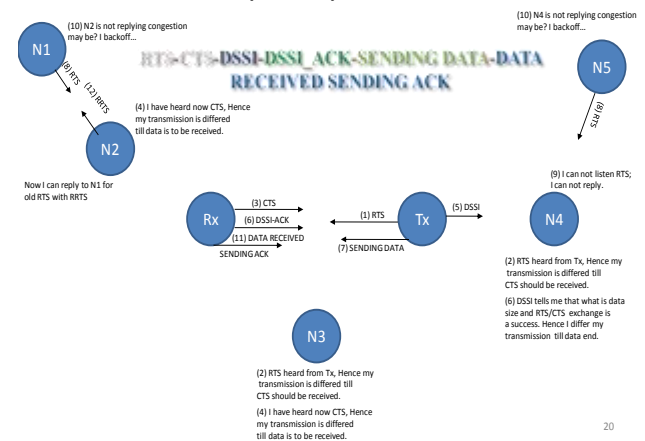 (10) N2 is not replying congestion
may be? I backoff…
(10) N4 is not replying congestion
may be? I backoff…
RTS-CTS-DSSI-DSSI_ACK-SENDING DATA-DATA
RECEIVED SENDING ACK
N1
N5
(8) RTS
(12) RRTS
(8) RTS
(4) I have heard now CTS, Hence
my transmission is differed
till data is to be received.
N2
Now I can reply to N1 for
old RTS with RRTS
(9) I can not listen RTS;
I can not reply.
Rx
(3) CTS
(6) DSSI-ACK
(11) DATA RECEIVED
SENDING ACK
(1) RTS
(7) SENDING DATA
Tx
(5) DSSI
N4
(2) RTS heard from Tx, Hence my
transmission is differed till
CTS should be received.
(6) DSSI tells me that what is data
size and RTS/CTS exchange is
a success. Hence I differ my
transmission till data end.
N3
(2) RTS heard from Tx, Hence my
transmission is differed till
CTS should be received.
(4) I have heard now CTS, Hence
my transmission is differed
till data is to be received.
20